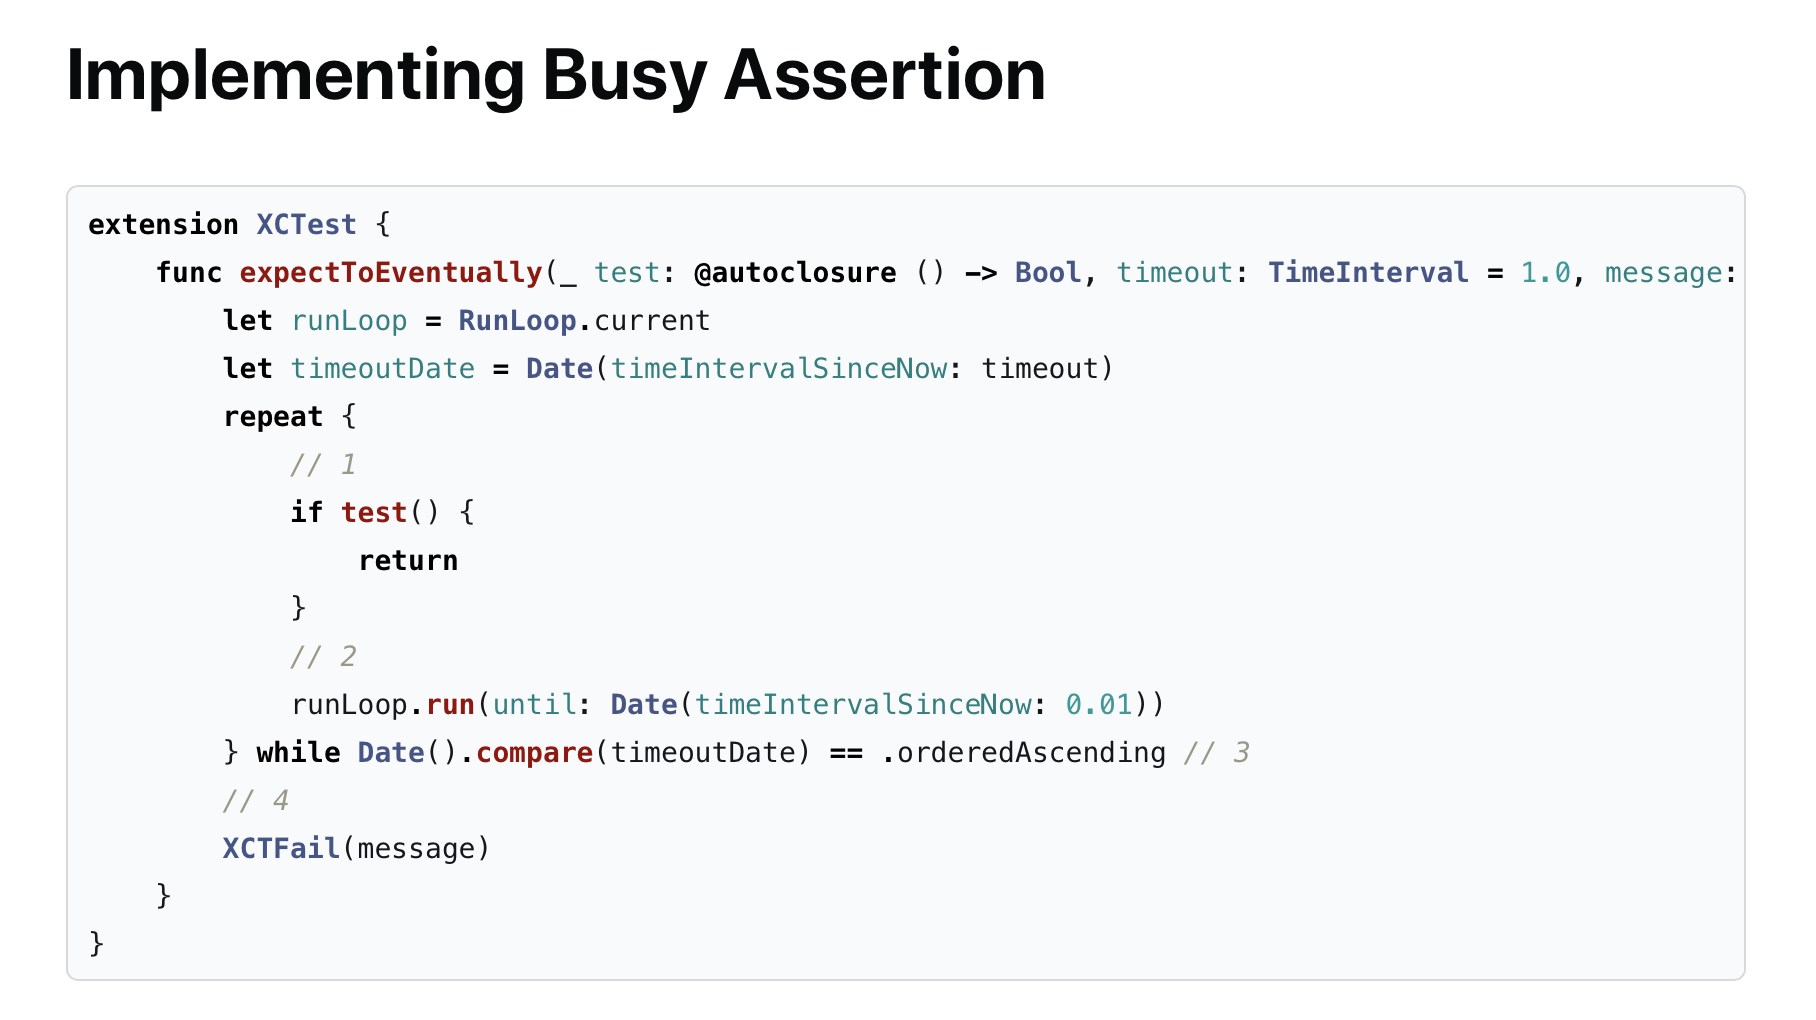 Implementing Busy Assertion
extension XCTest {
    func expectToEventually(_ test: @autoclosure () -> Bool, timeout: TimeInterval = 1.0, message:
        let runLoop = RunLoop.current
        let timeoutDate = Date(timeIntervalSinceNow: timeout)
        repeat {
            // 1
            if test() {
                return
            }
            // 2
            runLoop.run(until: Date(timeIntervalSinceNow: 0.01))
        } while Date().compare(timeoutDate) == .orderedAscending // 3
        // 4
        XCTFail(message)
    }
}